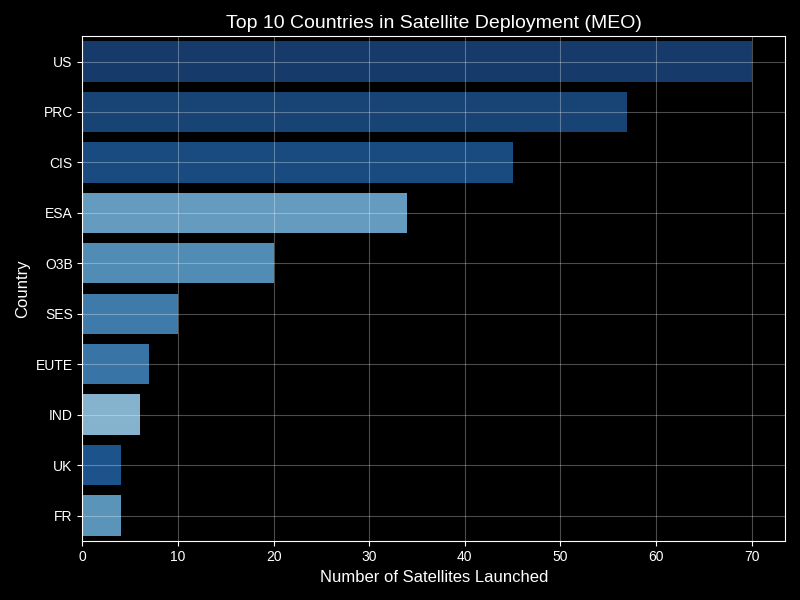 Top 10 Countries in Satellite Deployment (MEO)
US
PRC
CIS
ESA
O3B
SES
EUTE
IND
UK
FR
Country
0 10 20 30 40 50 60 70
Number of Satellites Launched